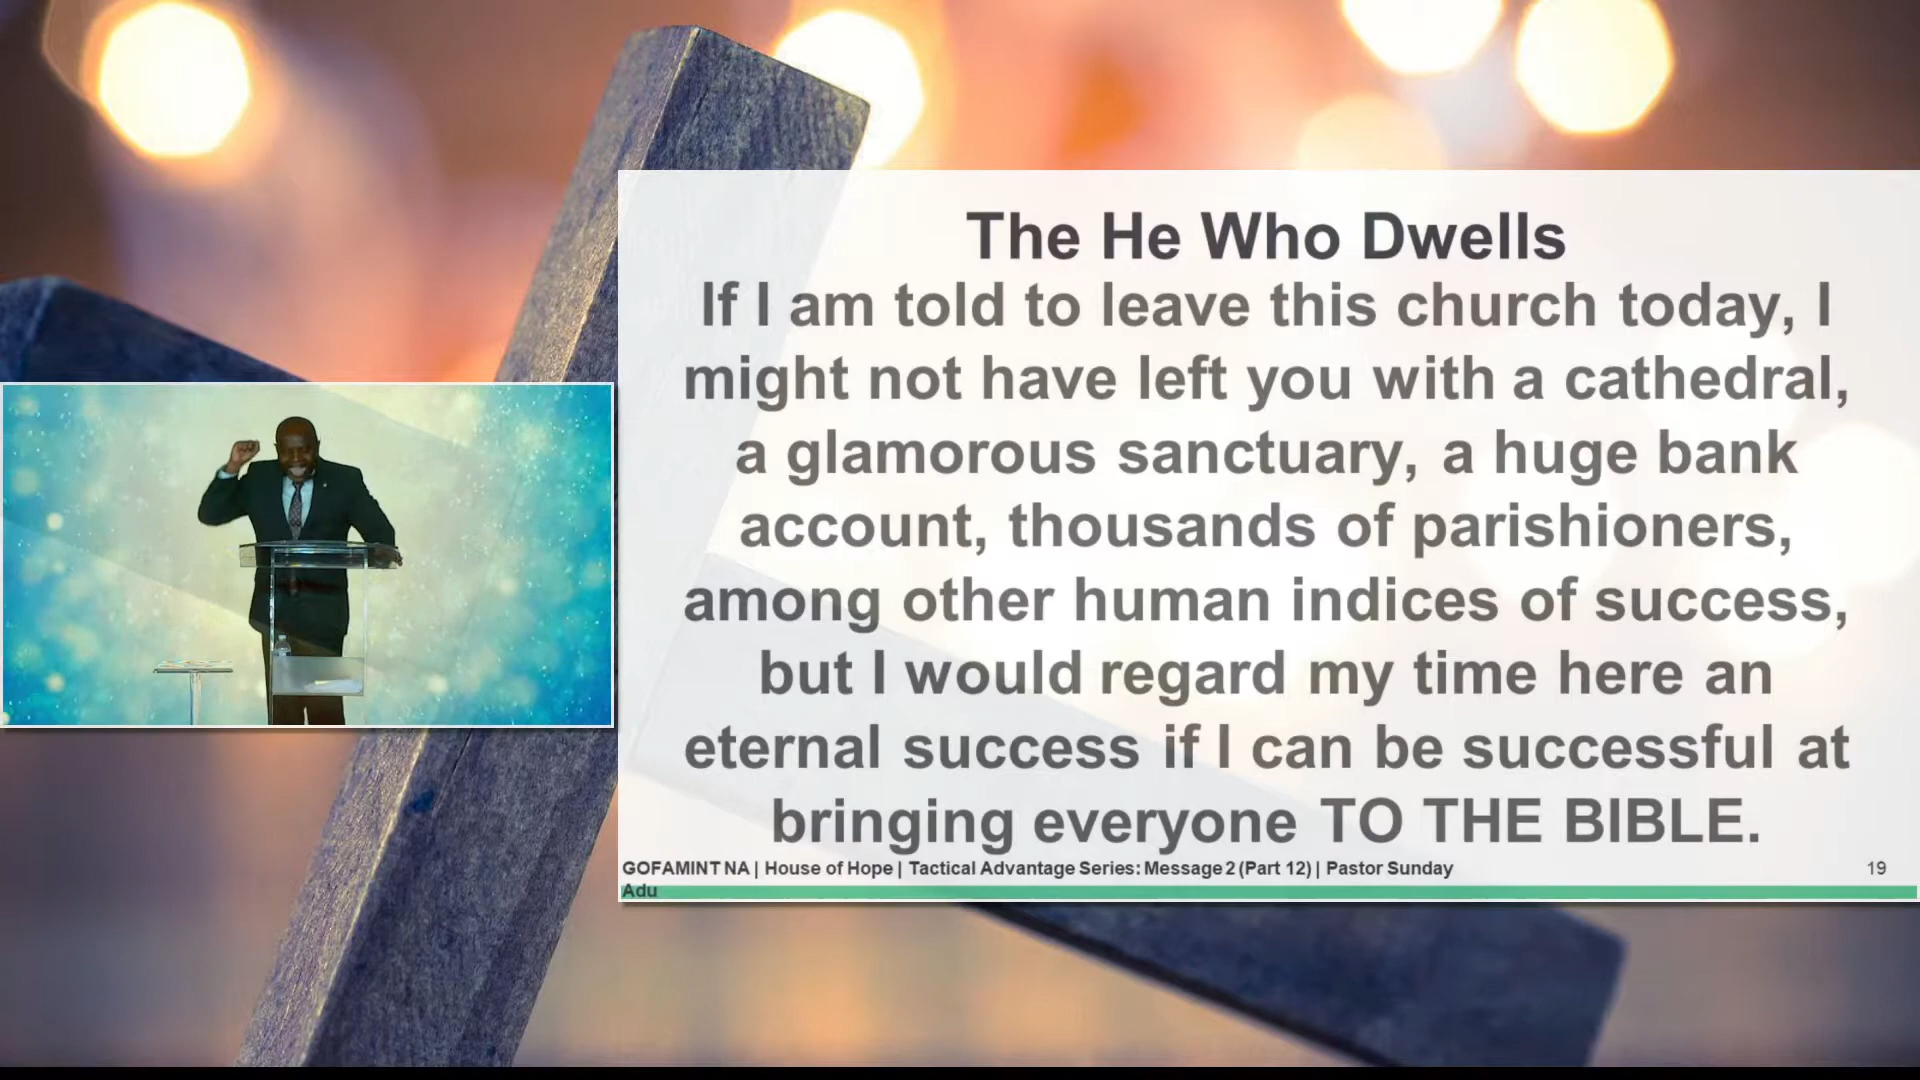 The He Who Dwells
If I am told to leave this church today, I
might not have left you with a cathedral,
a glamorous sanctuary, a huge bank
account, thousands of parishioners,
among other human indices of success,
but I would regard my time here an
eternal success if I can be successful at
bringing everyone TO THE BIBLE.
GOFAMINT NA | House of Hope | Tactical Advantage Series: Message 2 (Part 12) | Pastor Sunday
Adu
19